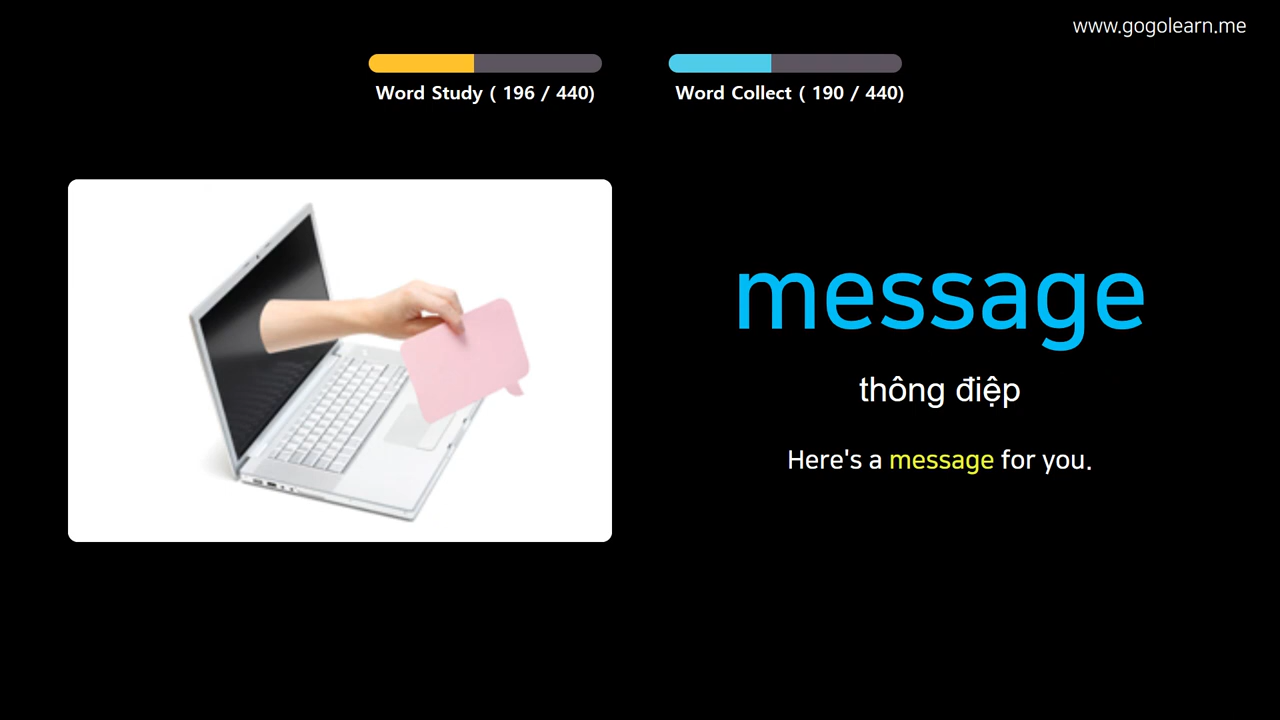 www.gogolearn.me
Word Study ( 196 / 440)
Word Collect ( 190 / 440)
message
thông điệp
Here's a message for you.